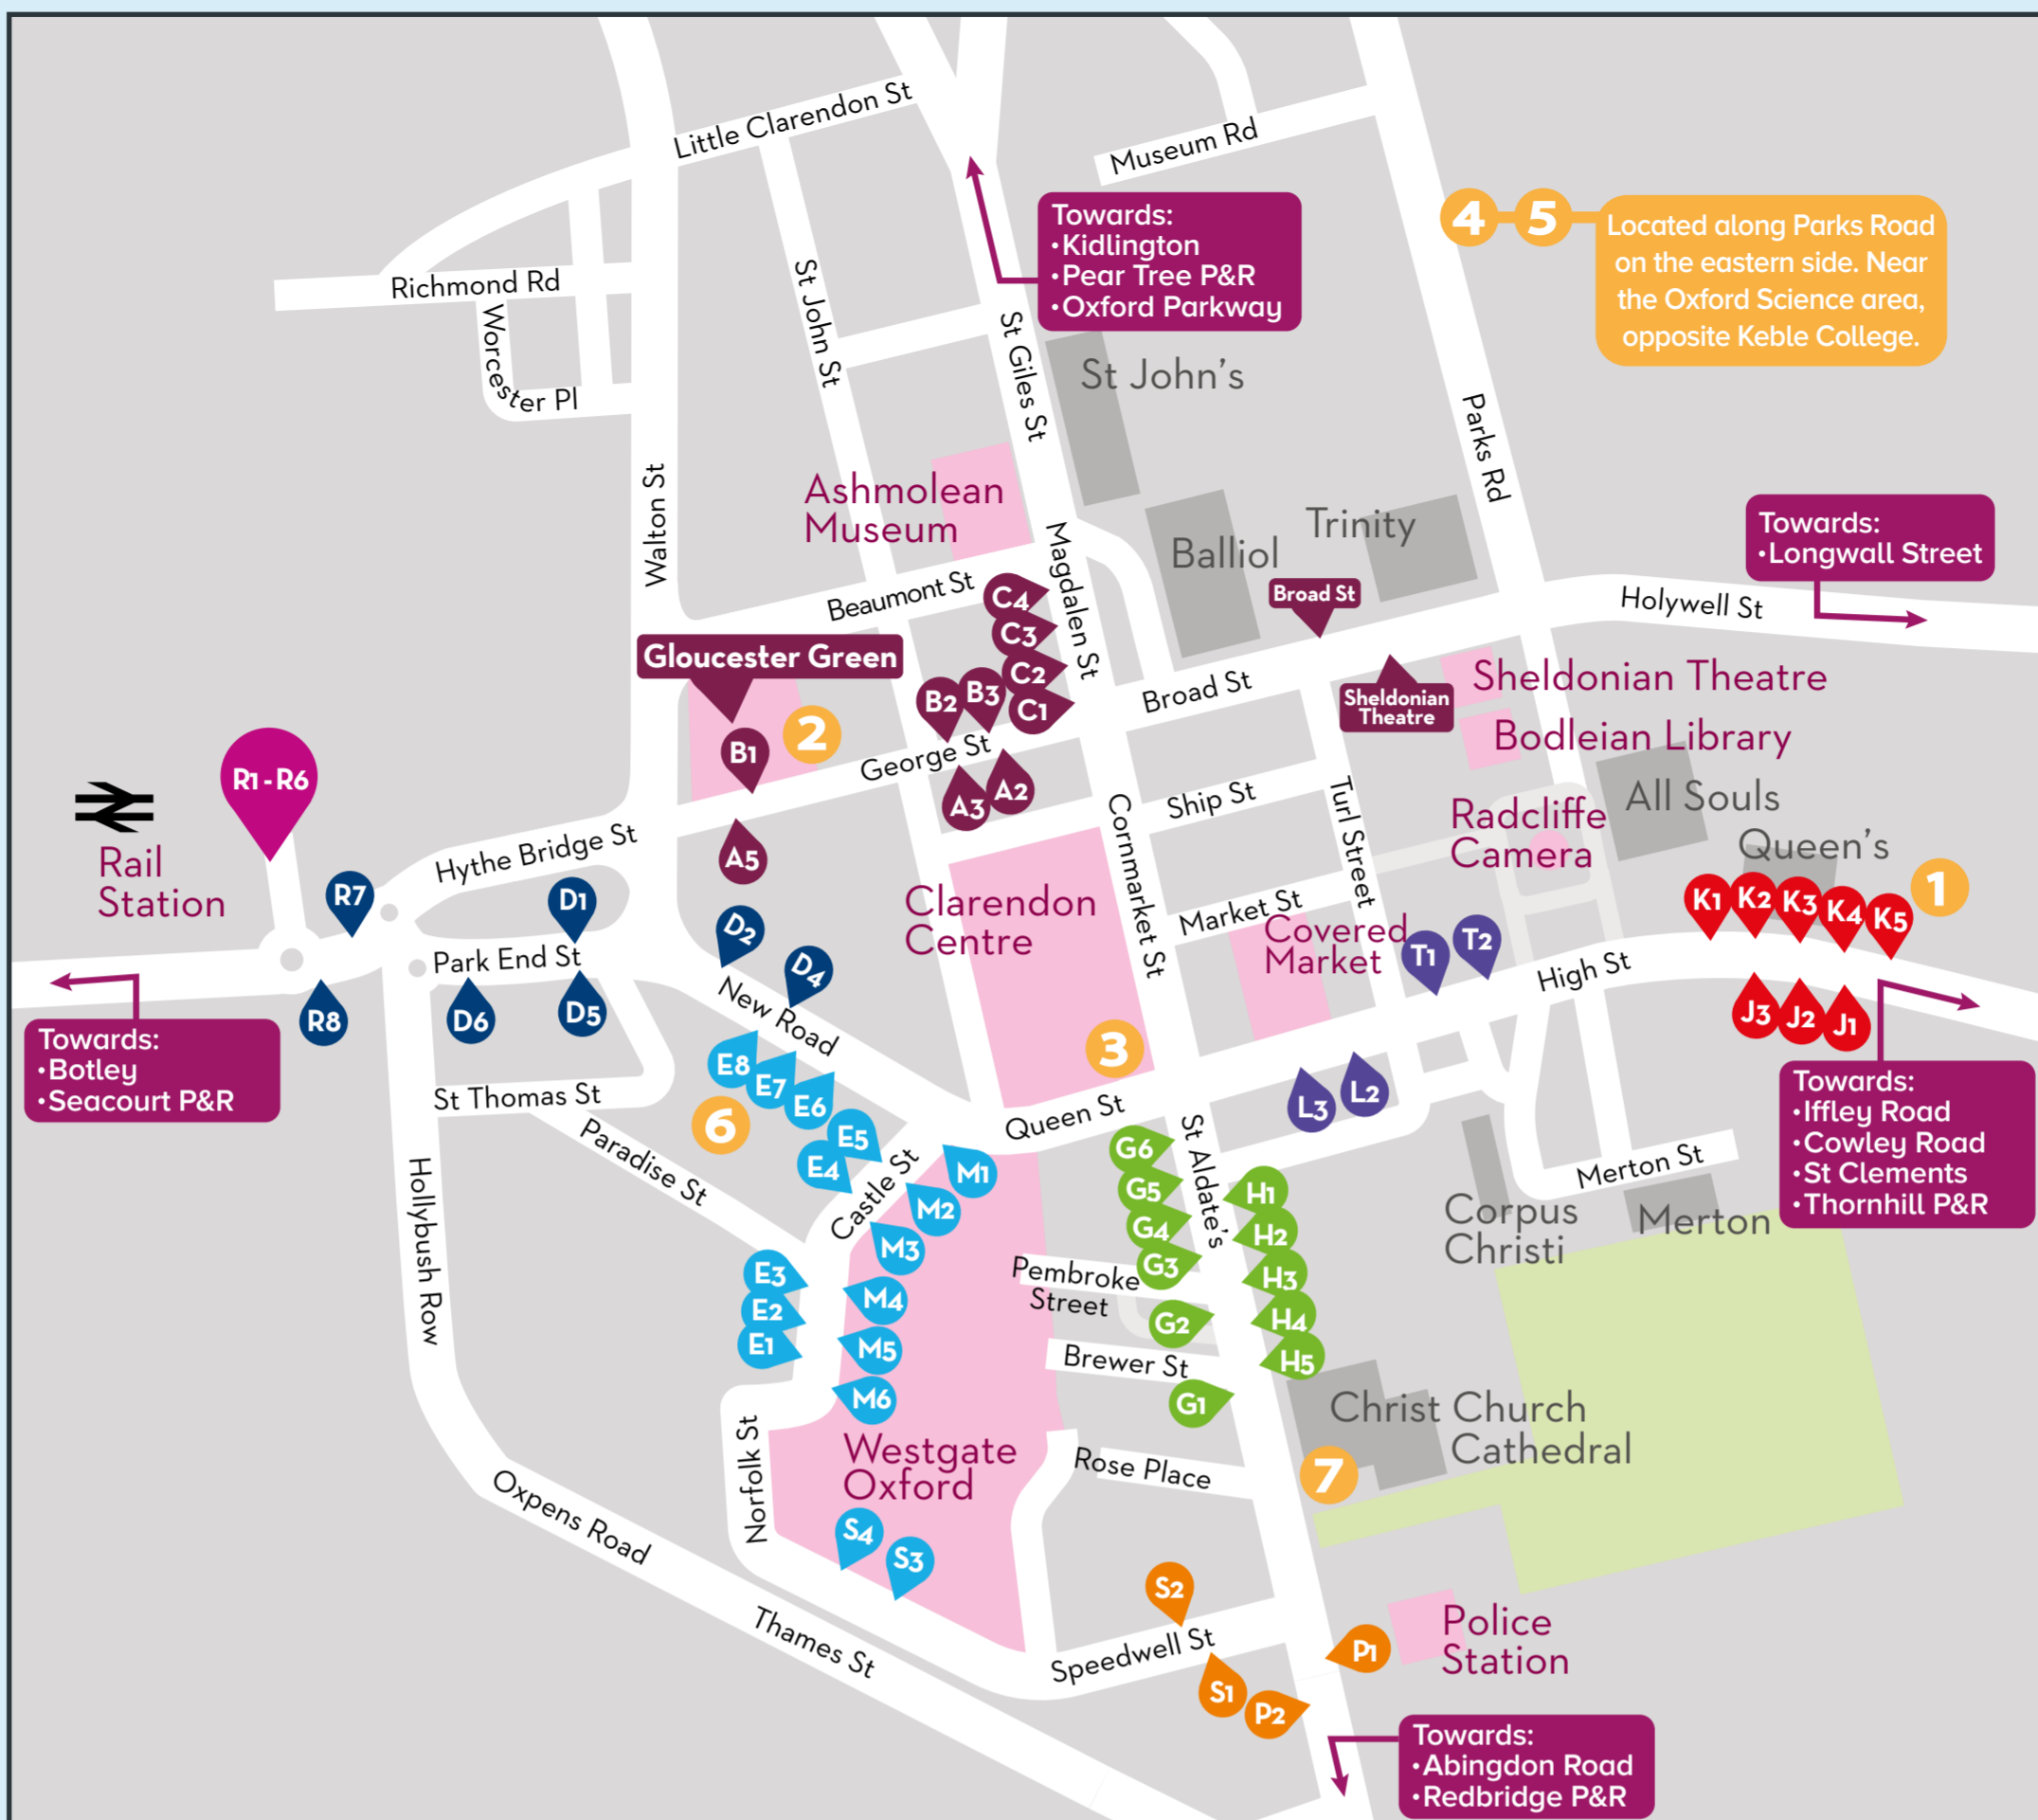 Little Clarendon St
Museum Rd
Towards:
•Kidlington
•Pear Tree P&R
•Oxford Parkway
4
5
Located along Parks Road
on the eastern side. Near
the Oxford Science area,
opposite Keble College.
Richmond Rd
Worcester Pl
St John St
St Giles St
St John's
Parks Rd
Walton St
Ashmolean
Museum
Magdalen St
Balliol
Trinity
Towards:
•Longwall Street
Beaumont St
C4
C3
C2
C1
Broad St
Holywell St
Gloucester Green
B1
2
B2
B3
Broad St
Sheldonian
Theatre
Sheldonian Theatre
Bodleian Library
George St
A3
A2
A5
R1-R6
Rail
Station
Hythe Bridge St
Cornmarket St
Ship St
Turl Street
Radcliffe
Camera
All Souls
Queen's
1
K1
K2
K3
K4
K5
R7
D1
D2
D4
Clarendon
Centre
Market St
Covered
Market
T1
T2
High St
Park End St
R8
D6
D5
New Road
J3
J2
J1
Towards:
•Botley
•Seacourt P&R
St Thomas St
E8
E7
E6
E5
E4
6
3
Queen St
L3
L2
Towards:
•Iffley Road
•Cowley Road
•St Clements
•Thornhill P&R
Paradise St
Castle St
M1
M2
M3
M4
M5
M6
St Aldate's
G6
G5
G4
G3
G2
G1
H1
H2
H3
H4
H5
Merton St
Corpus
Christi
Merton
Hollybush Row
E3
E2
E1
Pembroke
Street
Brewer St
Christ Church
Cathedral
7
Norfolk St
Westgate
Oxford
Rose Place
Oxpens Road
S4
S3
S2
Thames St
Speedwell St
S1
P2
P1
Police
Station
Towards:
•Abingdon Road
•Redbridge P&R